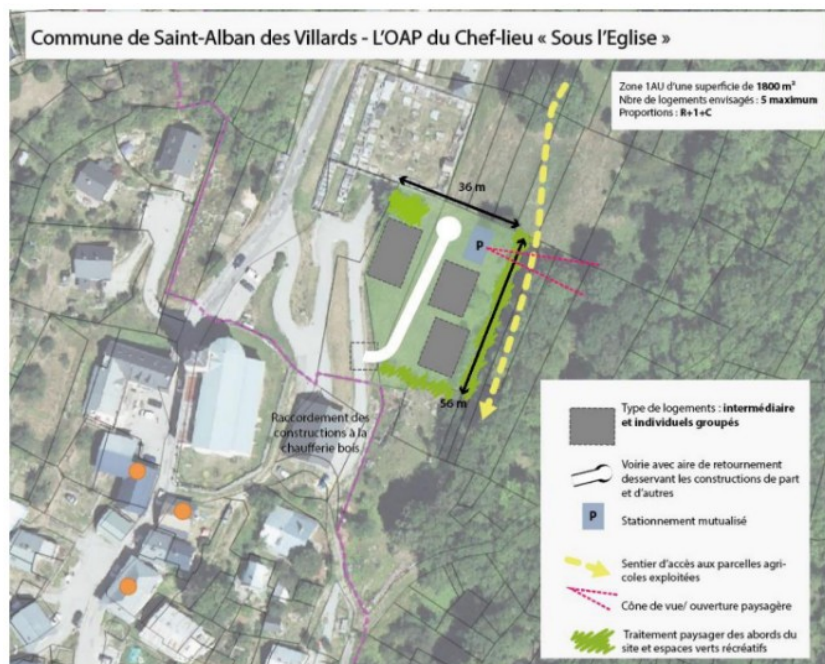 Commune de Saint-Alban des Villards - L'OAP du Chef-lieu « Sous l'Eglise »
Zone 1AU d'une superficie de 1800 m²
Nbre de logements envisagés : 5 maximum
Proportions : R+1+C
36 m
P
56 m
Raccordement des
constructions à la
chaufferie bois
Type de logements : intermédiaire
et individuels groupés
Voirie avec aire de retournement
desservant les constructions de part
et d'autres
P
Stationnement mutualisé
Sentier d'accès aux parcelles agri-
coles exploitées
Cône de vue/ ouverture paysagère
Traitement paysager des abords du
site et espaces verts récréatifs